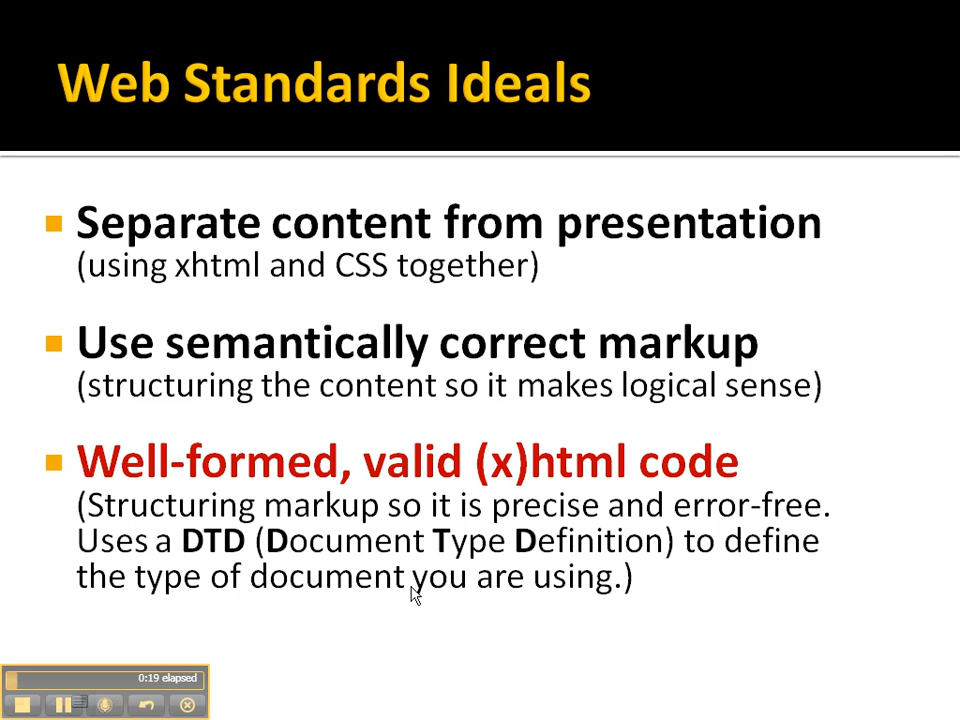 Web Standards Ideals
Separate content from presentation
(using xhtml and CSS together)
Use semantically correct markup
(structuring the content so it makes logical sense)
Well-formed, valid (x)html code
(Structuring markup so it is precise and error-free.
Uses a DTD (Document Type Definition) to define
the type of document you are using.)
0:19 elapsed